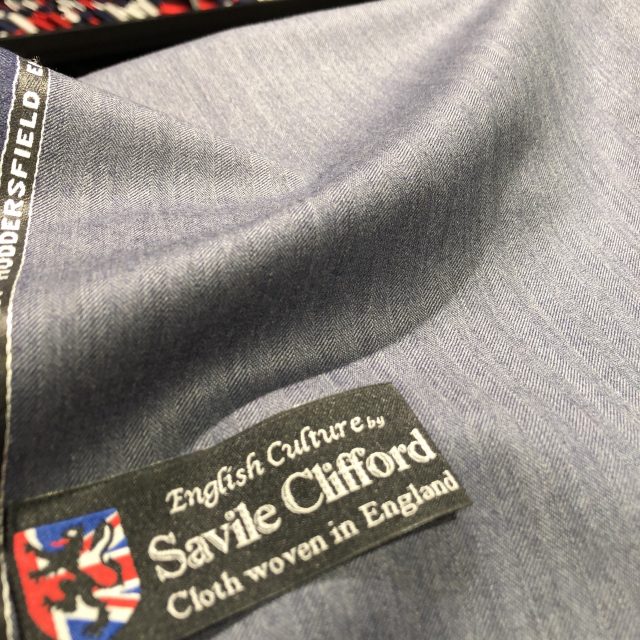 HUDDERSFIELD
English Culture by
Savile Clifford
Cloth woven in England